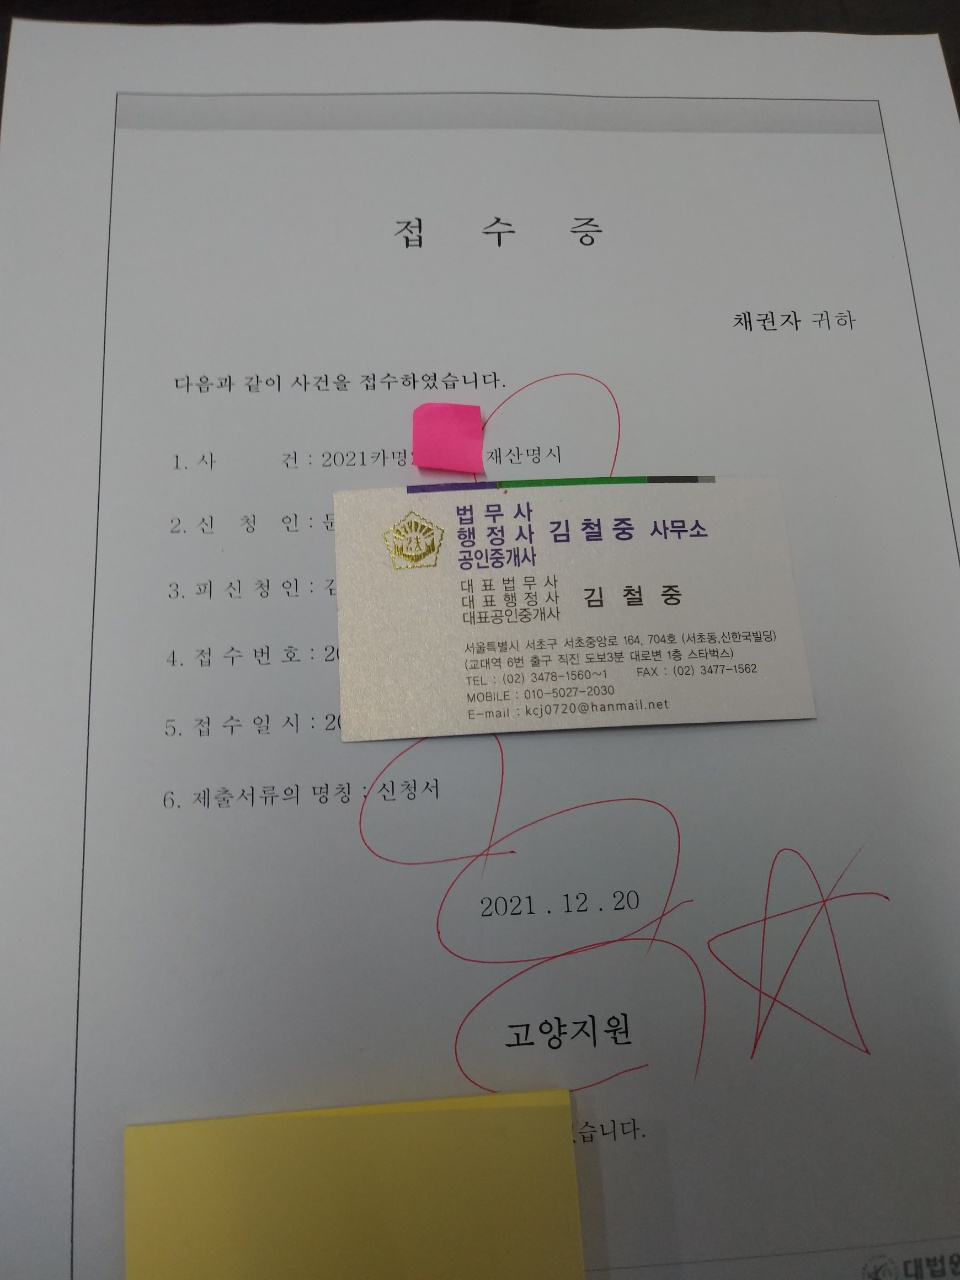 접 수 증
채권자 귀하
다음과 같이 사건을 접수하였습니다.
1. 사 건 : 2021카명 재산명시
2. 신 청 인 : 문
3. 피 신 청 인 :
4. 접 수 번 호 : 20
5. 접 수 일 시 : 20
6. 제출서류의 명칭 : 신청서
2021 . 12 . 20
고양지원
습니다.
대법원
법 무 사
행 정 사 김 철 중 사무소
공인중개사
대 표 법 무 사
대 표 행 정 사 김 철 중
대표공인중개사
서울특별시 서초구 서초중앙로 164, 704호 (서초동,신한국빌딩)
(교대역 6번 출구 직진 도보3분 대로변 1층 스타벅스)
TEL : (02) 3478-1560~1 FAX : (02) 3477-1562
MOBILE : 010-5027-2030
E-mail : kcj0720@hanmail.net